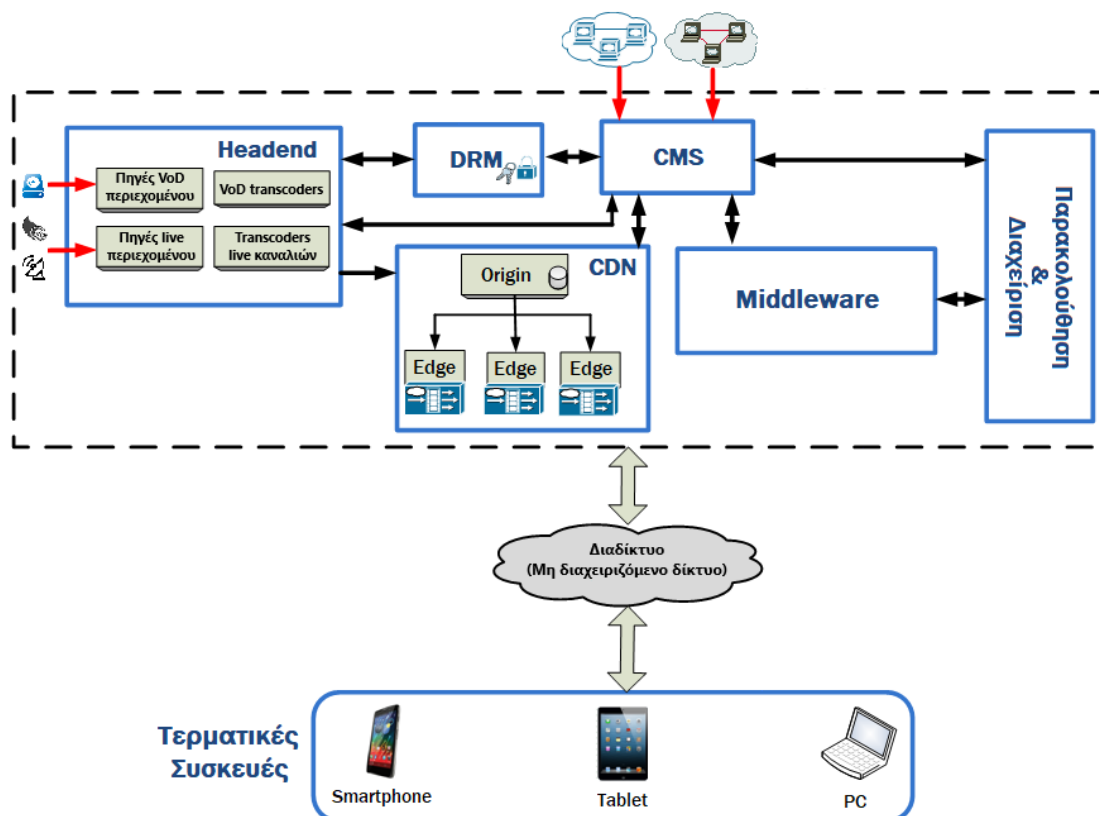 Headend
Πηγές VoD
περιεχομένου
VoD transcoders
Πηγές live
περιεχομένου
Transcoders
live καναλιών
DRM
CMS
CDN
Origin
Edge
Edge
Edge
Middleware
Παρακολούθηση
&
Διαχείριση
Διαδίκτυο
(Μη διαχειριζόμενο δίκτυο)
Τερματικές
Συσκευές
Smartphone
Tablet
PC